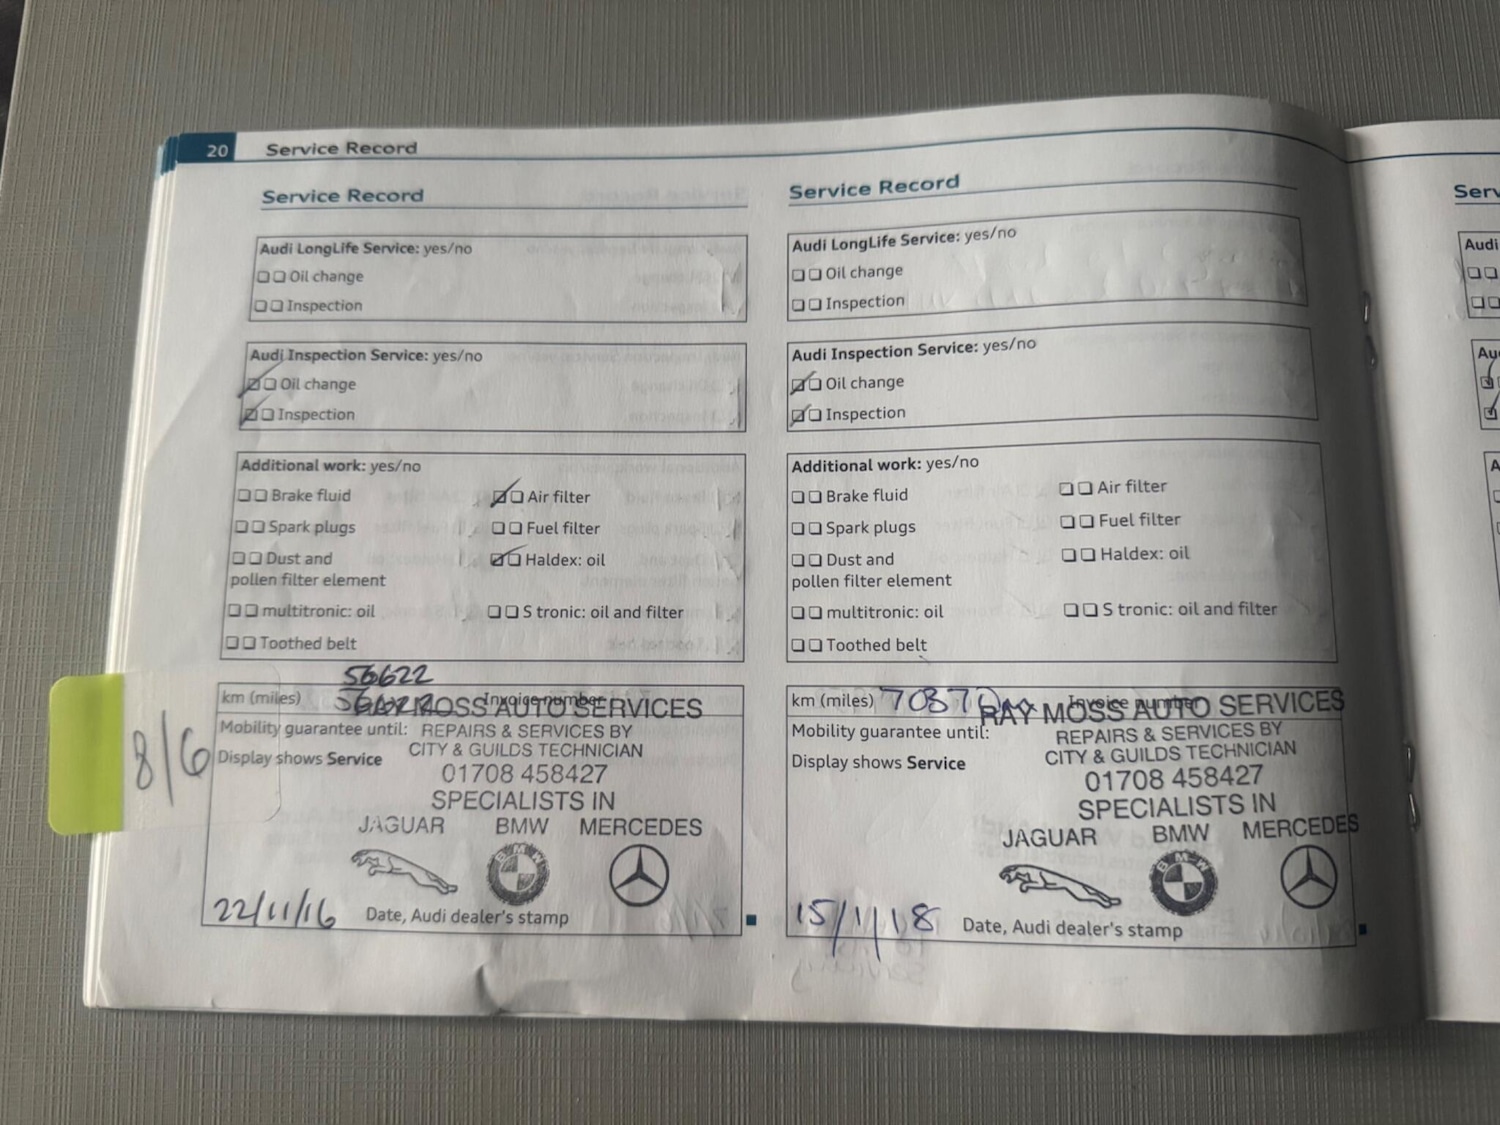 20 Service Record
Service Record
Audi LongLife Service: yes/no
Oil change
Inspection
Audi Inspection Service: yes/no
Oil change
Inspection
Additional work: yes/no
Brake fluid
Air filter
Spark plugs
Fuel filter
Dust and
pollen filter element
Haldex: oil
multitronic: oil
S tronic: oil and filter
Toothed belt
56622
km (miles) Invoice number
MOSS AUTO SERVICES
Mobility guarantee until:
REPAIRS & SERVICES BY
CITY & GUILDS TECHNICIAN
Display shows Service
01708 458427
SPECIALISTS IN
JAGUAR BMW MERCEDES
BMW
22/11/16 Date, Audi dealer's stamp
8/6
Service Record
Audi LongLife Service: yes/no
Oil change
Inspection
Audi Inspection Service: yes/no
Oil change
Inspection
Additional work: yes/no
Brake fluid
Air filter
Spark plugs
Fuel filter
Dust and
pollen filter element
Haldex: oil
multitronic: oil
S tronic: oil and filter
Toothed belt
km (miles) Invoice number
RAY MOSS AUTO SERVICES
Mobility guarantee until:
REPAIRS & SERVICES BY
CITY & GUILDS TECHNICIAN
Display shows Service
01708 458427
SPECIALISTS IN
JAGUAR BMW MERCEDES
BMW
15/1/18 Date, Audi dealer's stamp
Audi